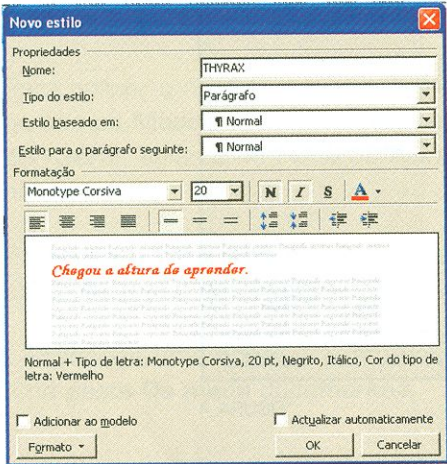 Novo estilo
Propriedades
Nome: THYRAX
Tipo do estilo: Parágrafo
Estilo baseado em: ¶ Normal
Estilo para o parágrafo seguinte: ¶ Normal
Formatação
Monotype Corsiva 20 N I S A
Chegou a altura de aprender.
Normal + Tipo de letra: Monotype Corsiva, 20 pt, Negrito, Itálico, Cor do tipo de
letra: Vermelho
Adicionar ao modelo Actualizar automaticamente
Formato OK Cancelar